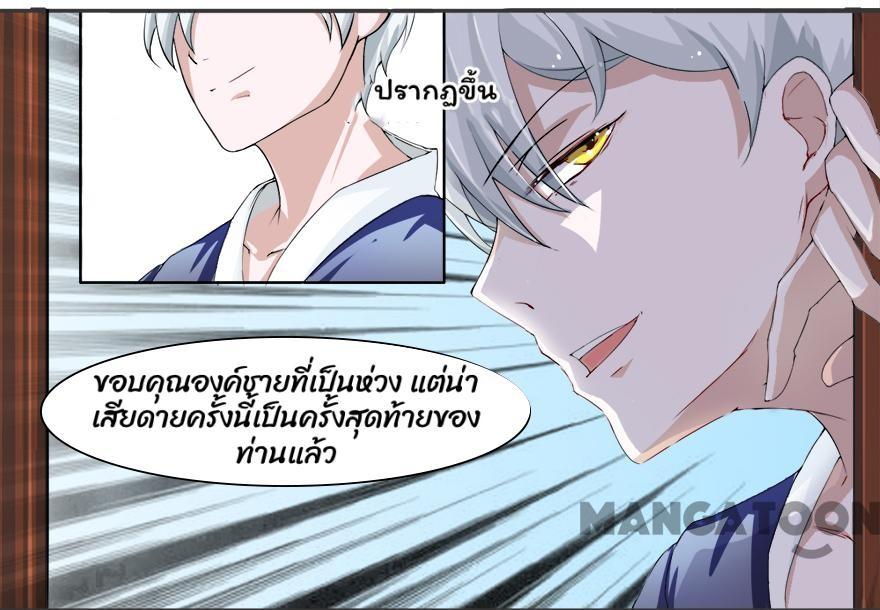 ปรากฏขึ้น
ขอบคุณองค์ชายที่เป็นห่วง แต่น่า
เสียดายครั้งนี้เป็นครั้งสุดท้ายของ
ท่านแล้ว
MANGATOON